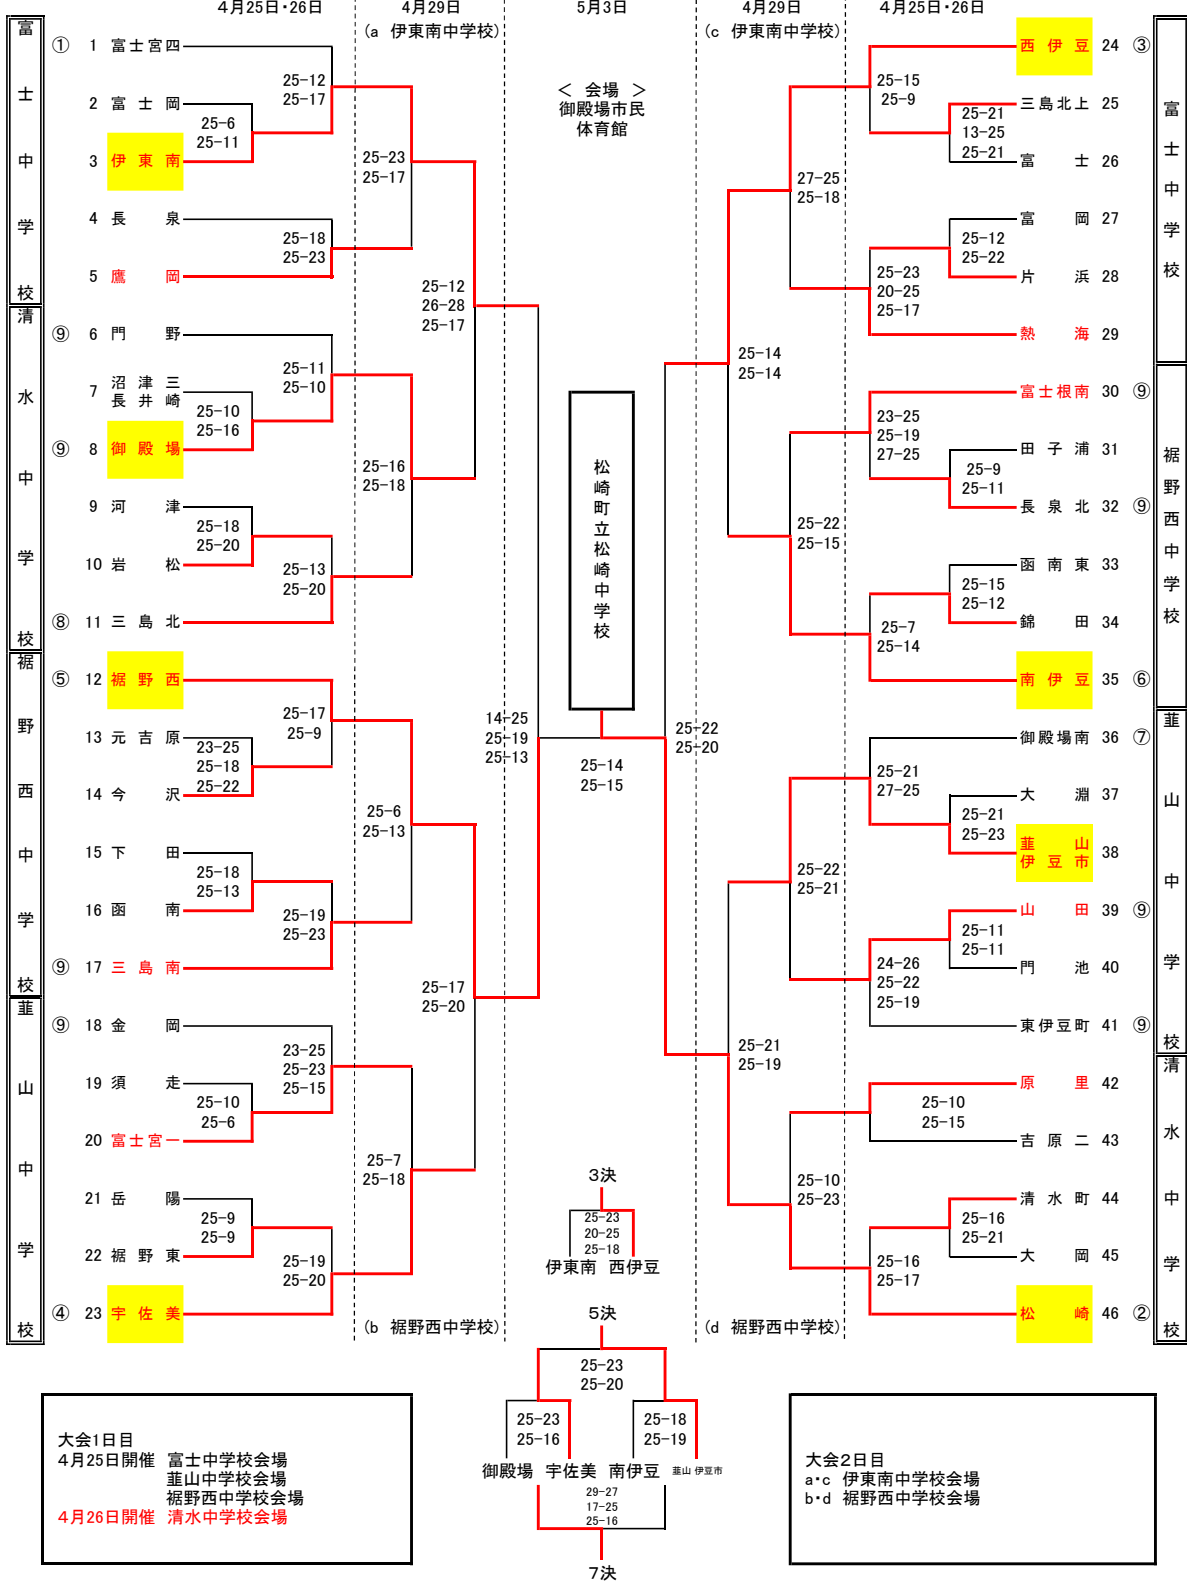 4月25日・26日
4月29日
5月3日
4月29日
4月25日・26日
(a 伊東南中学校)
(c 伊東南中学校)
< 会場 >
御殿場市民
体育館
富士中学校
① 1 富士宮四
2 富士岡
3 伊東南
4 長泉
5 鷹岡
25-12
25-17
25-6
25-11
25-18
25-23
25-23
25-17
清水中学校
⑨ 6 門野
7 沼津三
長井崎
⑨ 8 御殿場
9 河津
10 岩松
⑧ 11 三島北
25-11
25-10
25-10
25-16
25-18
25-20
25-13
25-20
25-16
25-18
25-12
26-28
25-17
裾野西中学校
⑤ 12 裾野西
13 元吉原
14 今沢
15 下田
16 函南
⑨ 17 三島南
25-17
25-9
23-25
25-18
25-22
25-18
25-13
25-19
25-23
25-6
25-13
韮山中学校
⑨ 18 金岡
19 須走
20 富士宮一
21 岳陽
22 裾野東
④ 23 宇佐美
23-25
25-23
25-15
25-10
25-6
25-9
25-9
25-19
25-20
25-7
25-18
25-17
25-20
(b 裾野西中学校)
14-25
25-19
25-13
松崎町立松崎中学校
25-14
25-15
25-22
25-20
富士中学校
西伊豆 24 ③
三島北上 25
富士 26
富岡 27
片浜 28
熱海 29
25-15
25-9
25-21
13-25
25-21
25-12
25-22
25-23
20-25
25-17
27-25
25-18
25-14
25-14
裾野西中学校
富士根南 30 ⑨
田子浦 31
長泉北 32 ⑨
函南東 33
錦田 34
南伊豆 35 ⑥
23-25
25-19
27-25
25-9
25-11
25-15
25-12
25-7
25-14
25-22
25-15
韮山中学校
御殿場南 36 ⑦
大淵 37
韮山
伊豆市 38
山田 39 ⑨
門池 40
東伊豆町 41 ⑨
25-21
27-25
25-21
25-23
25-11
25-11
24-26
25-22
25-19
25-22
25-21
25-21
25-19
清水中学校
原里 42
吉原二 43
清水町 44
大岡 45
松崎 46 ②
25-10
25-15
25-16
25-21
25-16
25-17
25-10
25-23
(d 裾野西中学校)
3決
25-23
20-25
25-18
伊東南 西伊豆
5決
25-23
25-20
25-23
25-16
25-18
25-19
御殿場 宇佐美 南伊豆 韮山 伊豆市
29-27
17-25
25-16
7決
大会1日目
4月25日開催 富士中学校会場
韮山中学校会場
裾野西中学校会場
4月26日開催 清水中学校会場
大会2日目
a・c 伊東南中学校会場
b・d 裾野西中学校会場